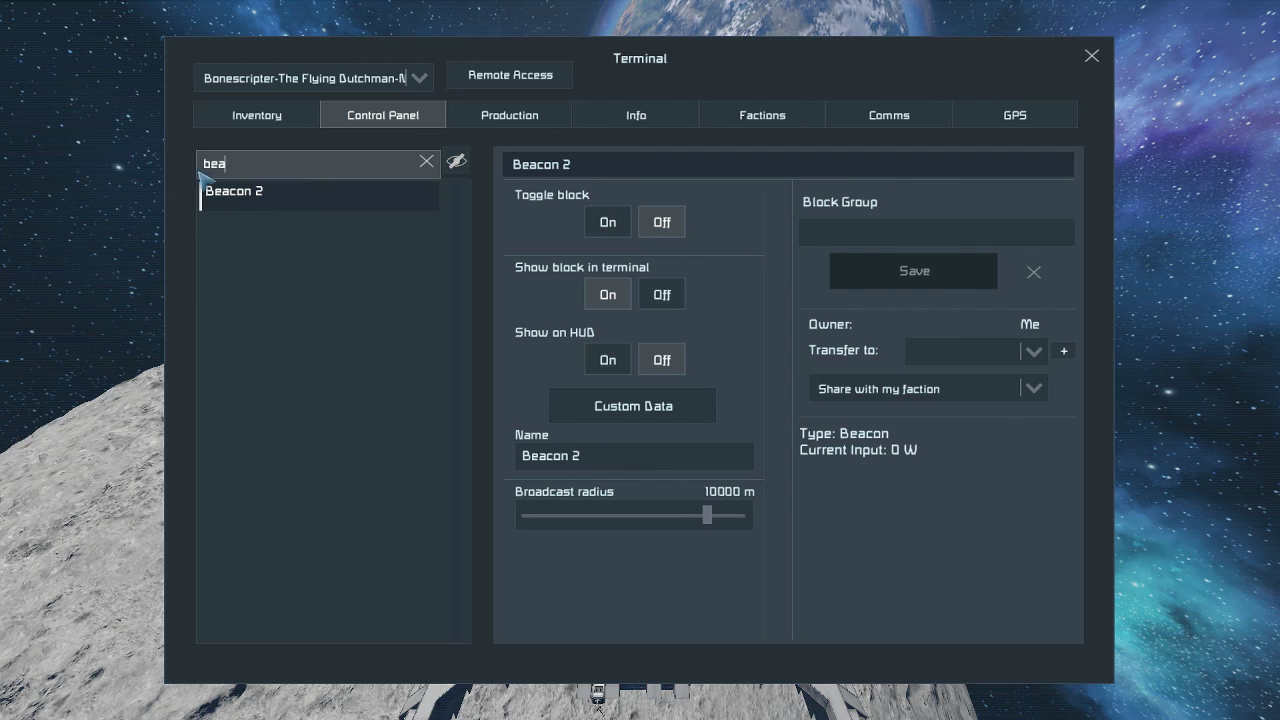 Terminal
Bonescripter-The Flying Dutchman-N
Remote Access
Inventory
Control Panel
Production
Info
Factions
Comms
GPS
bea
Beacon 2
Beacon 2
Toggle block
On
Off
Show block in terminal
On
Off
Show on HUD
On
Off
Custom Data
Name
Beacon 2
Broadcast radius
10000 m
Block Group
Save
Owner:
Me
Transfer to:
+
Share with my faction
Type: Beacon
Current Input: 0 W